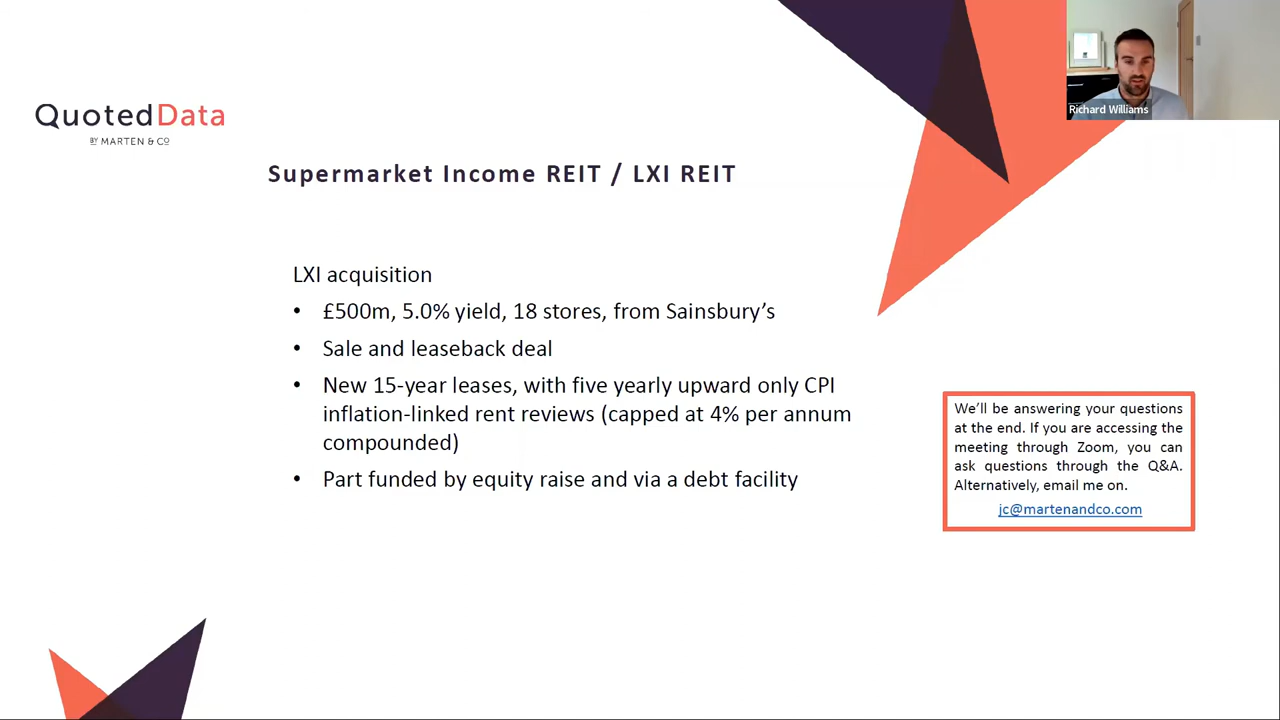 Richard Williams
QuotedData
BY MARTEN & CO
Supermarket Income REIT / LXI REIT
LXI acquisition
• £500m, 5.0% yield, 18 stores, from Sainsbury’s
• Sale and leaseback deal
• New 15-year leases, with five yearly upward only CPI
inflation-linked rent reviews (capped at 4% per annum
compounded)
• Part funded by equity raise and via a debt facility
We’ll be answering your questions
at the end. If you are accessing the
meeting through Zoom, you can
ask questions through the Q&A.
Alternatively, email me on.
jc@martenandco.com